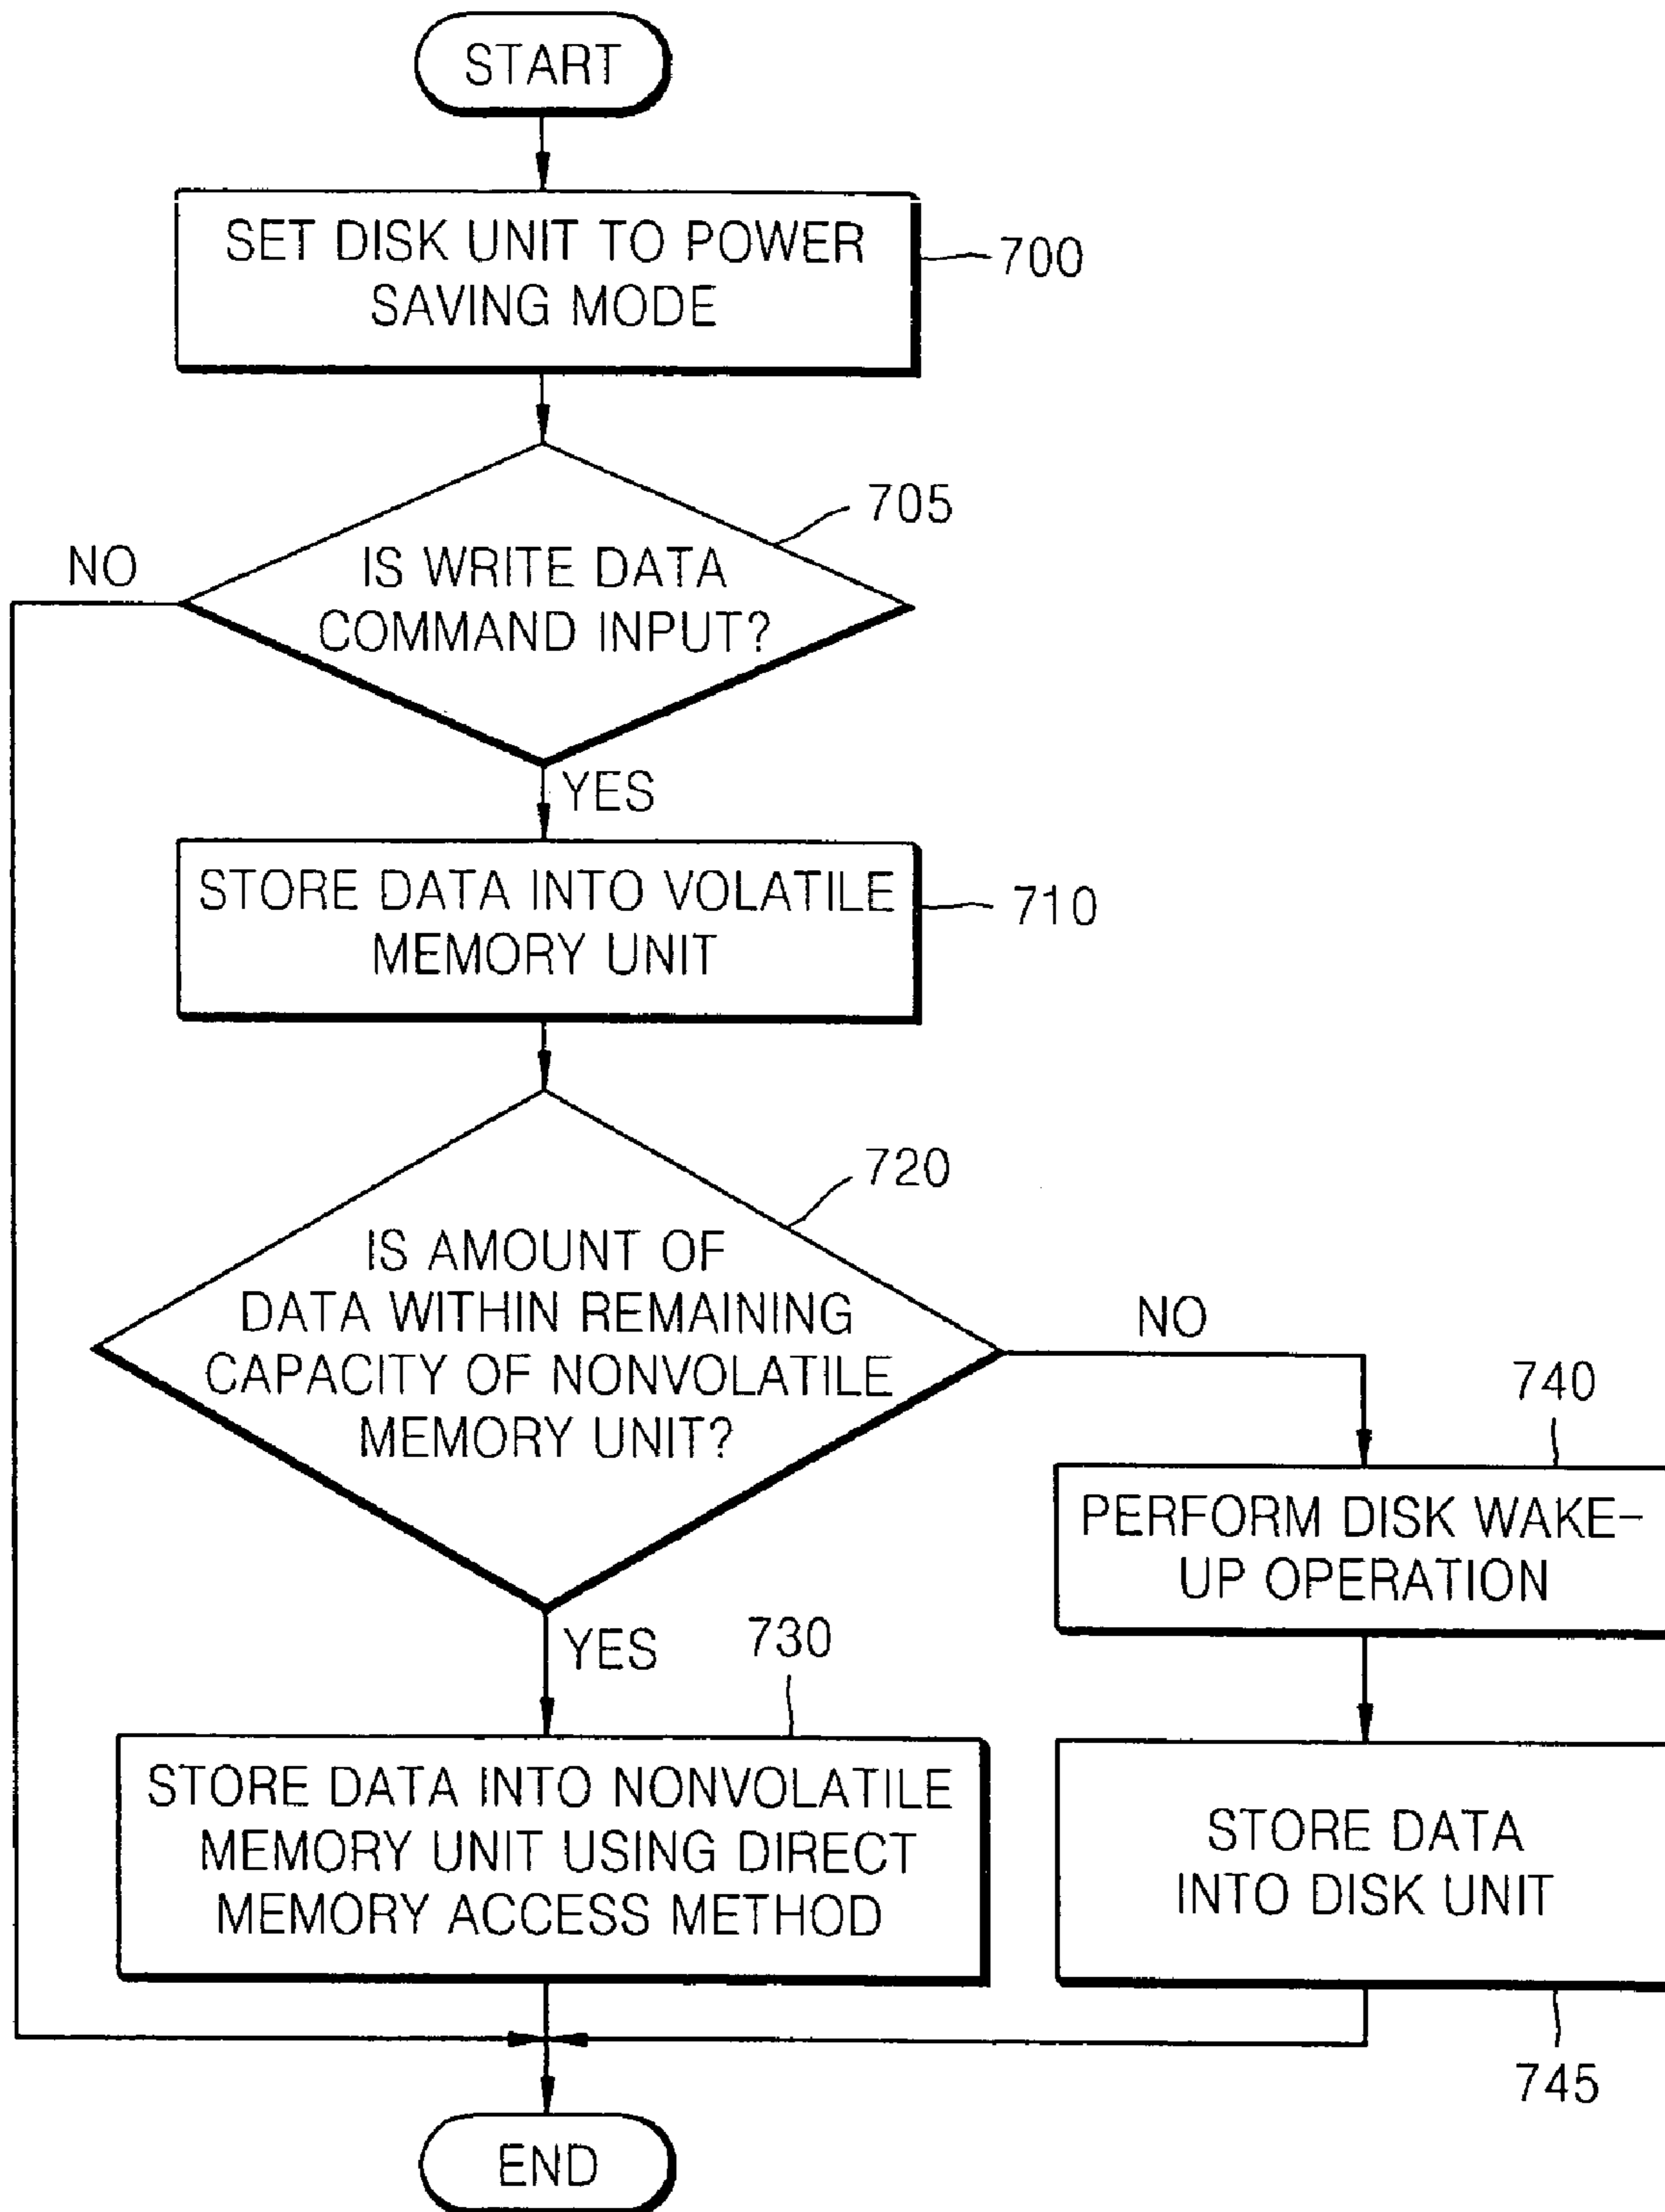 START
SET DISK UNIT TO POWER
SAVING MODE
700
705
NO
IS WRITE DATA
COMMAND INPUT?
YES
STORE DATA INTO VOLATILE
MEMORY UNIT
710
720
IS AMOUNT OF
DATA WITHIN REMAINING
CAPACITY OF NONVOLATILE
MEMORY UNIT?
NO
740
PERFORM DISK WAKE-
UP OPERATION
YES
730
STORE DATA INTO NONVOLATILE
MEMORY UNIT USING DIRECT
MEMORY ACCESS METHOD
STORE DATA
INTO DISK UNIT
745
END